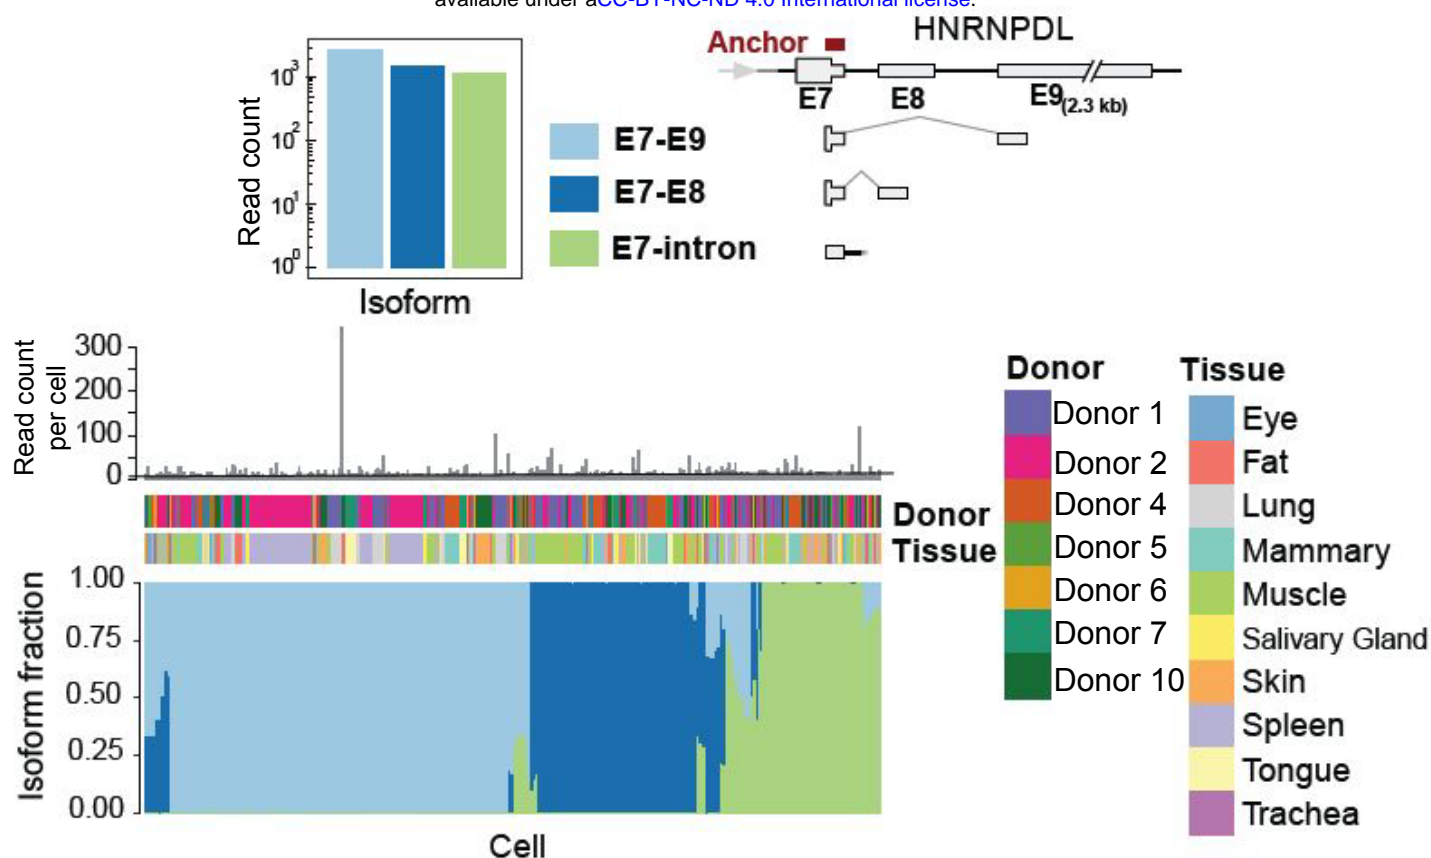 available under aCC-BY-NC-ND 4.0 International license.
HNRNPDL
Anchor
E7
E8
E9(2.3 kb)
Read count
10³
10²
10¹
10⁰
Isoform
E7-E9
E7-E8
E7-intron
Read count
per cell
300
200
100
0
Donor
Tissue
Isoform fraction
1.00
0.75
0.50
0.25
0.00
Cell
Donor
Donor 1
Donor 2
Donor 4
Donor 5
Donor 6
Donor 7
Donor 10
Tissue
Eye
Fat
Lung
Mammary
Muscle
Salivary Gland
Skin
Spleen
Tongue
Trachea